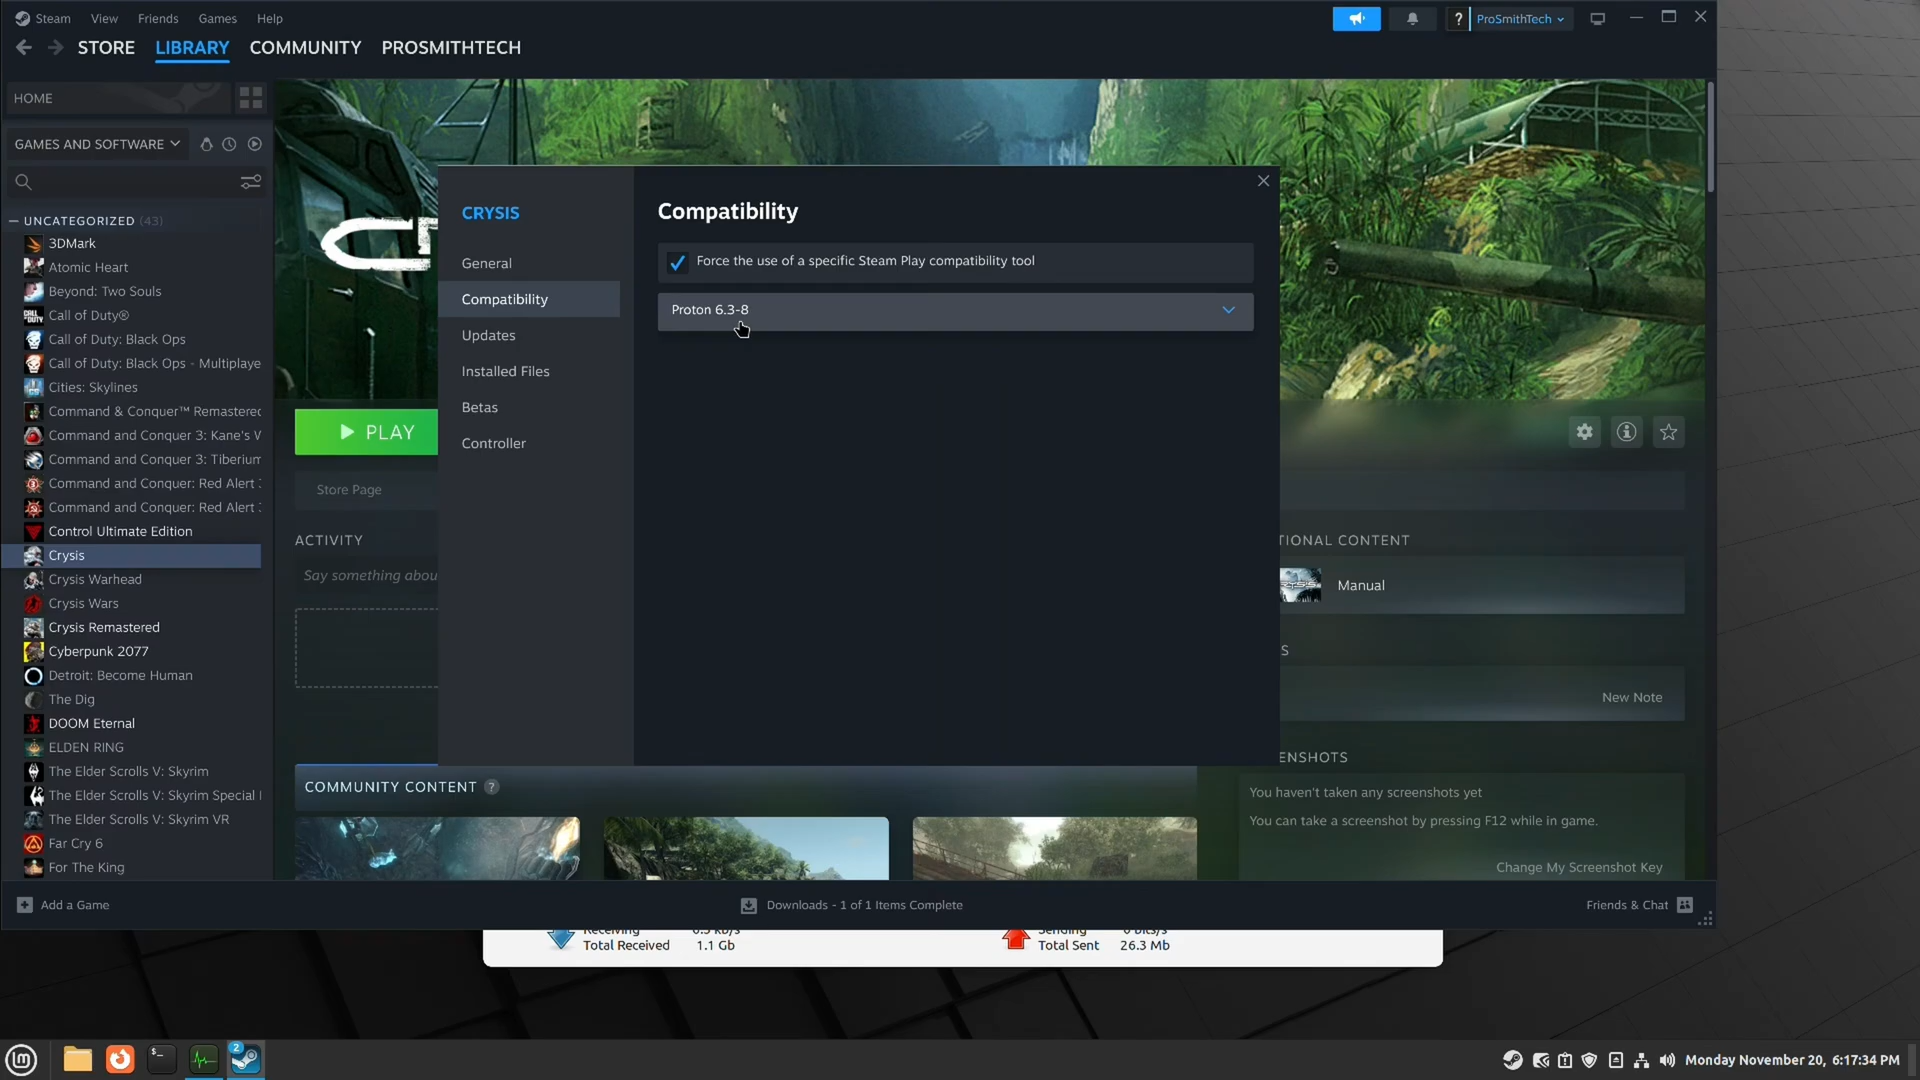 Steam View Friends Games Help
? ProSmithTech
STORE LIBRARY COMMUNITY PROSMITHTECH
HOME
GAMES AND SOFTWARE
UNCATEGORIZED (43)
3DMark
Atomic Heart
Beyond: Two Souls
Call of Duty®
Call of Duty: Black Ops
Call of Duty: Black Ops - Multiplaye
Cities: Skylines
Command & Conquer™ Remastered
Command and Conquer 3: Kane's W
Command and Conquer 3: Tiberium
Command and Conquer: Red Alert 3
Command and Conquer: Red Alert 3
Control Ultimate Edition
Crysis
Crysis Warhead
Crysis Wars
Crysis Remastered
Cyberpunk 2077
Detroit: Become Human
The Dig
DOOM Eternal
ELDEN RING
The Elder Scrolls V: Skyrim
The Elder Scrolls V: Skyrim Special
The Elder Scrolls V: Skyrim VR
Far Cry 6
For The King
CRYSIS
General
Compatibility
Updates
Installed Files
Betas
Controller
Compatibility
Force the use of a specific Steam Play compatibility tool
Proton 6.3-8
PLAY
Store Page
ACTIVITY
Say something abou
TIONAL CONTENT
Manual
S
New Note
COMMUNITY CONTENT ?
ENSHOTS
You haven't taken any screenshots yet
You can take a screenshot by pressing F12 while in game.
Change My Screenshot Key
Add a Game
Downloads - 1 of 1 Items Complete
Friends & Chat
Receiving Sending
Total Received 1.1 Gb Total Sent 26.3 Mb
2
Monday November 20, 6:17:34 PM